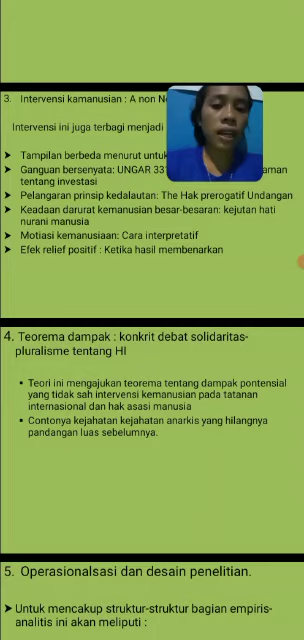 3. Intervensi kamanusian : A non
Intervensi ini juga terbagi menjadi
➤ Tampilan berbeda menurut untuk
➤ Ganguan bersenyata: UNGAR 33 aman
tentang investasi
➤ Pelangaran prinsip kedalautan: The Hak prerogatif Undangan
➤ Keadaan darurat kemanusian besar-besaran: kejutan hati
nurani manusia
➤ Motiasi kemanusiaan: Cara interpretatif
➤ Efek relief positif : Ketika hasil membenarkan
4. Teorema dampak : konkrit debat solidaritas-
pluralisme tentang HI
▪ Teori ini mengajukan teorema tentang dampak pontensial
yang tidak sah intervensi kemanusian pada tatanan
internasional dan hak asasi manusia
▪ Contonya kejahatan kejahatan anarkis yang hilangnya
pandangan luas sebelumnya.
5. Operasionalsasi dan desain penelitian.
➤ Untuk mencakup struktur-struktur bagian empiris-
analitis ini akan meliputi :